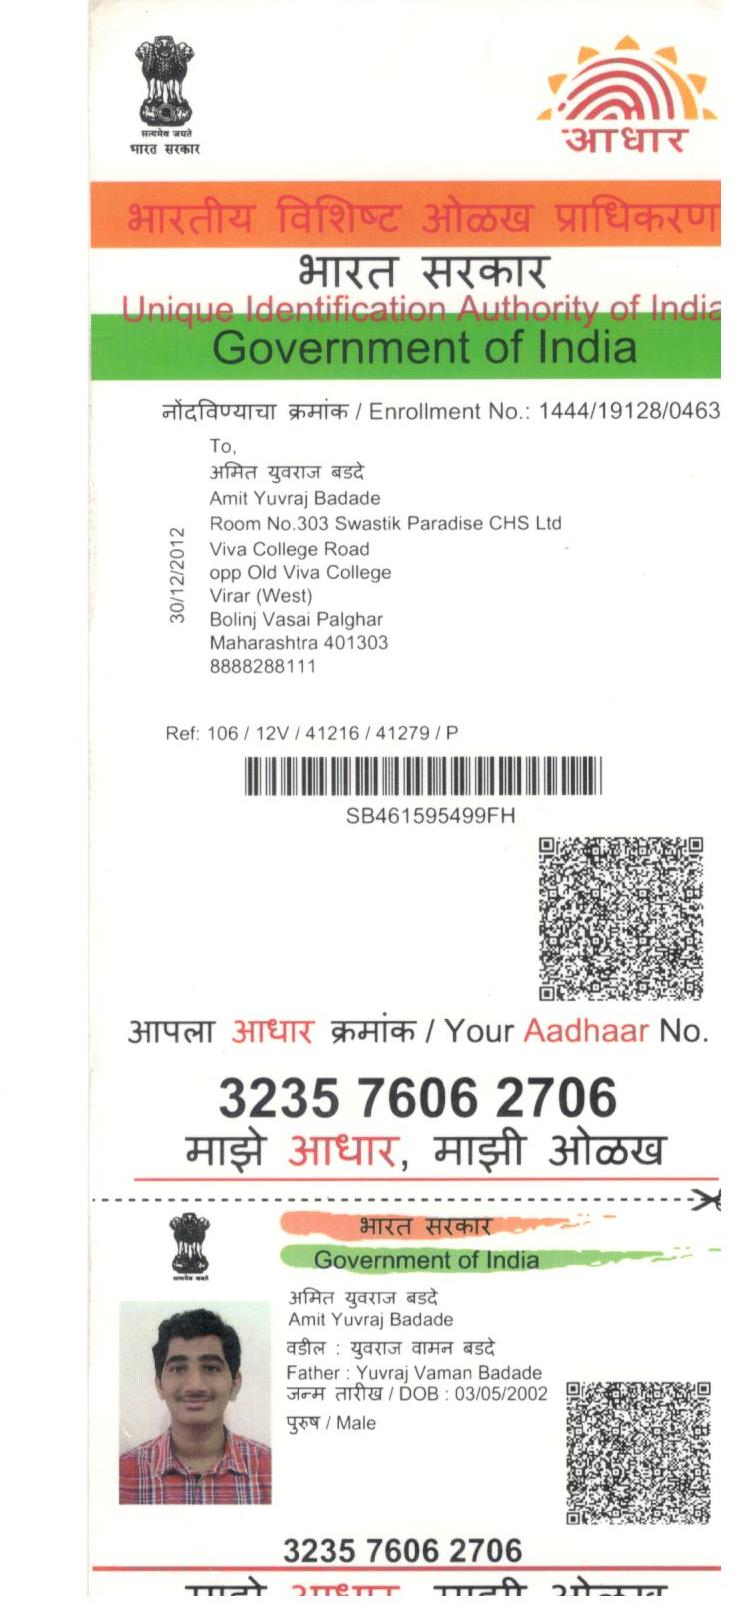 सत्यमेव जयते
भारत सरकार
आधार
भारतीय विशिष्ट ओळख प्राधिकरण
भारत सरकार
Unique Identification Authority of India
Government of India
नोंदविण्याचा क्रमांक / Enrollment No.: 1444/19128/0463
To,
अमित युवराज बडदे
Amit Yuvraj Badade
Room No.303 Swastik Paradise CHS Ltd
Viva College Road
opp Old Viva College
Virar (West)
Bolinj Vasai Palghar
Maharashtra 401303
8888288111
30/12/2012
Ref: 106 / 12V / 41216 / 41279 / P
SB461595499FH
आपला आधार क्रमांक / Your Aadhaar No.
3235 7606 2706
माझे आधार, माझी ओळख
सत्यमेव जयते
भारत सरकार
Government of India
अमित युवराज बडदे
Amit Yuvraj Badade
वडील : युवराज वामन बडदे
Father : Yuvraj Vaman Badade
जन्म तारीख / DOB : 03/05/2002
पुरुष / Male
3235 7606 2706
माझे आधार, माझी ओळख